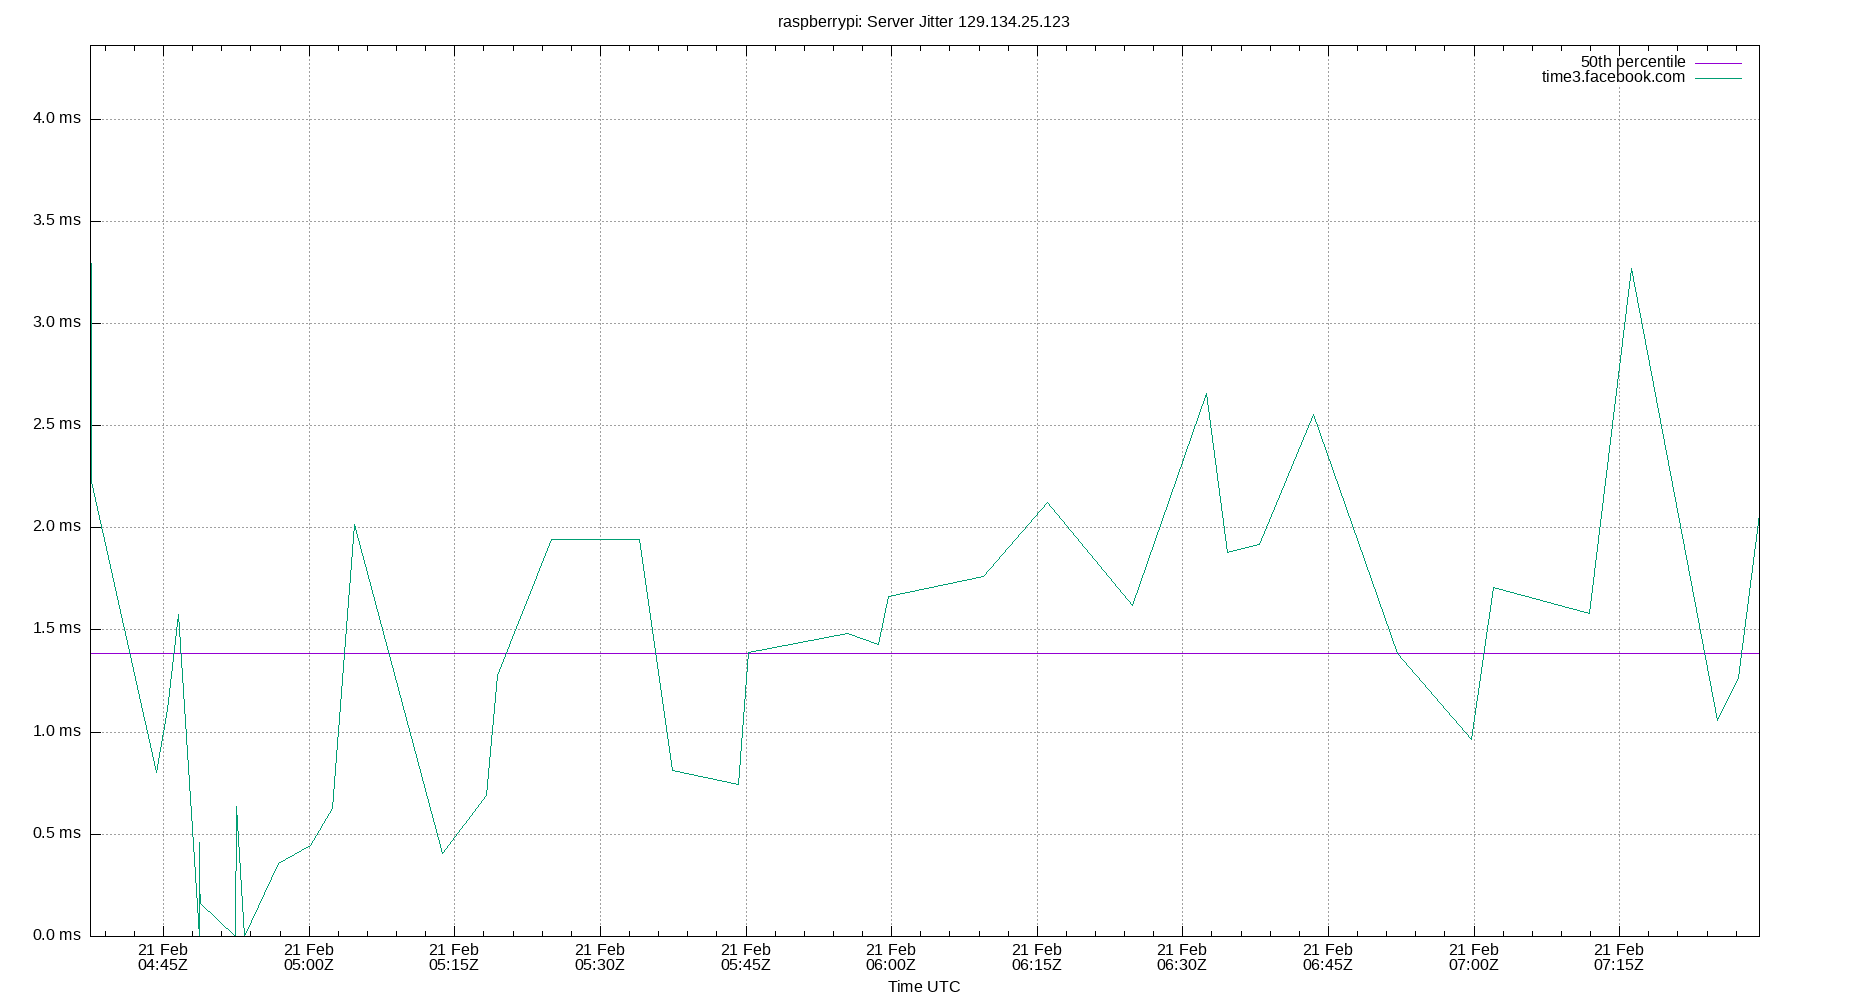 raspberrypi: Server Jitter 129.134.25.123
50th percentile
time3.facebook.com
4.0 ms
3.5 ms
3.0 ms
2.5 ms
2.0 ms
1.5 ms
1.0 ms
0.5 ms
0.0 ms
21 Feb 21 Feb 21 Feb 21 Feb 21 Feb 21 Feb 21 Feb 21 Feb 21 Feb 21 Feb 21 Feb
04:45Z 05:00Z 05:15Z 05:30Z 05:45Z 06:00Z 06:15Z 06:30Z 06:45Z 07:00Z 07:15Z
Time UTC